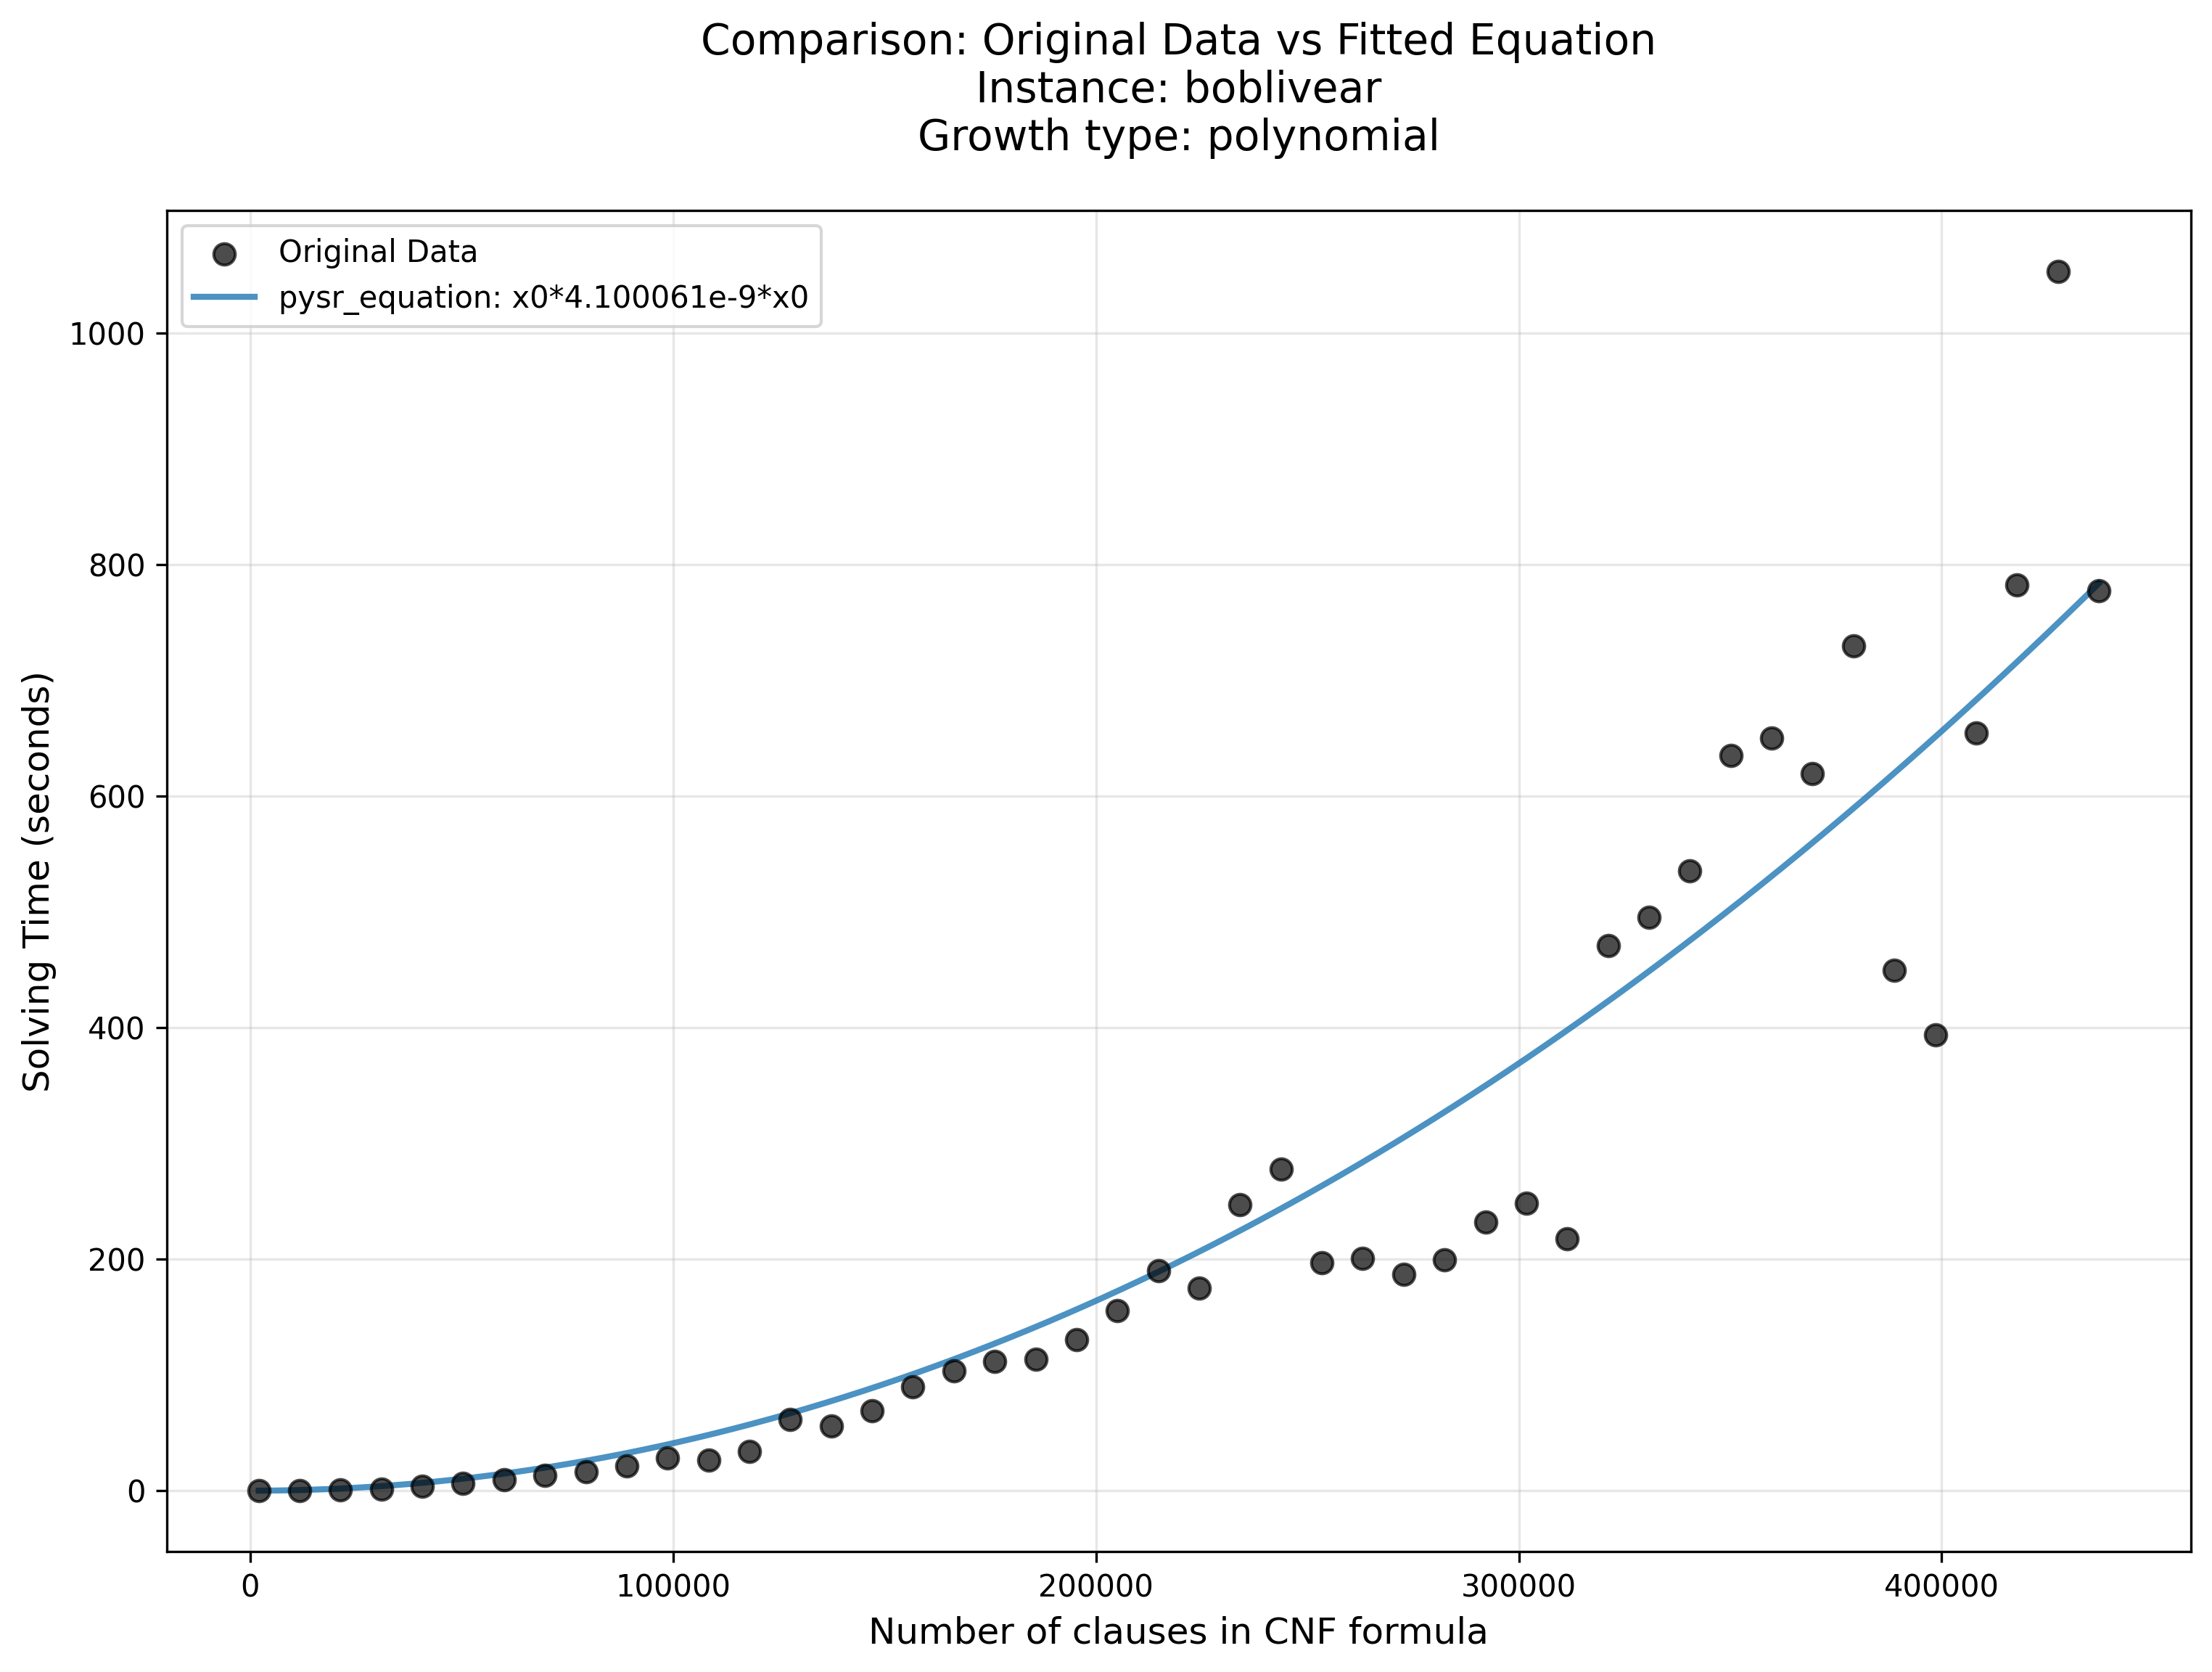 Comparison: Original Data vs Fitted Equation
Instance: boblivear
Growth type: polynomial
Original Data
pysr_equation: x0*4.100061e-9*x0
1000
800
600
400
200
0
Solving Time (seconds)
0
100000
200000
300000
400000
Number of clauses in CNF formula